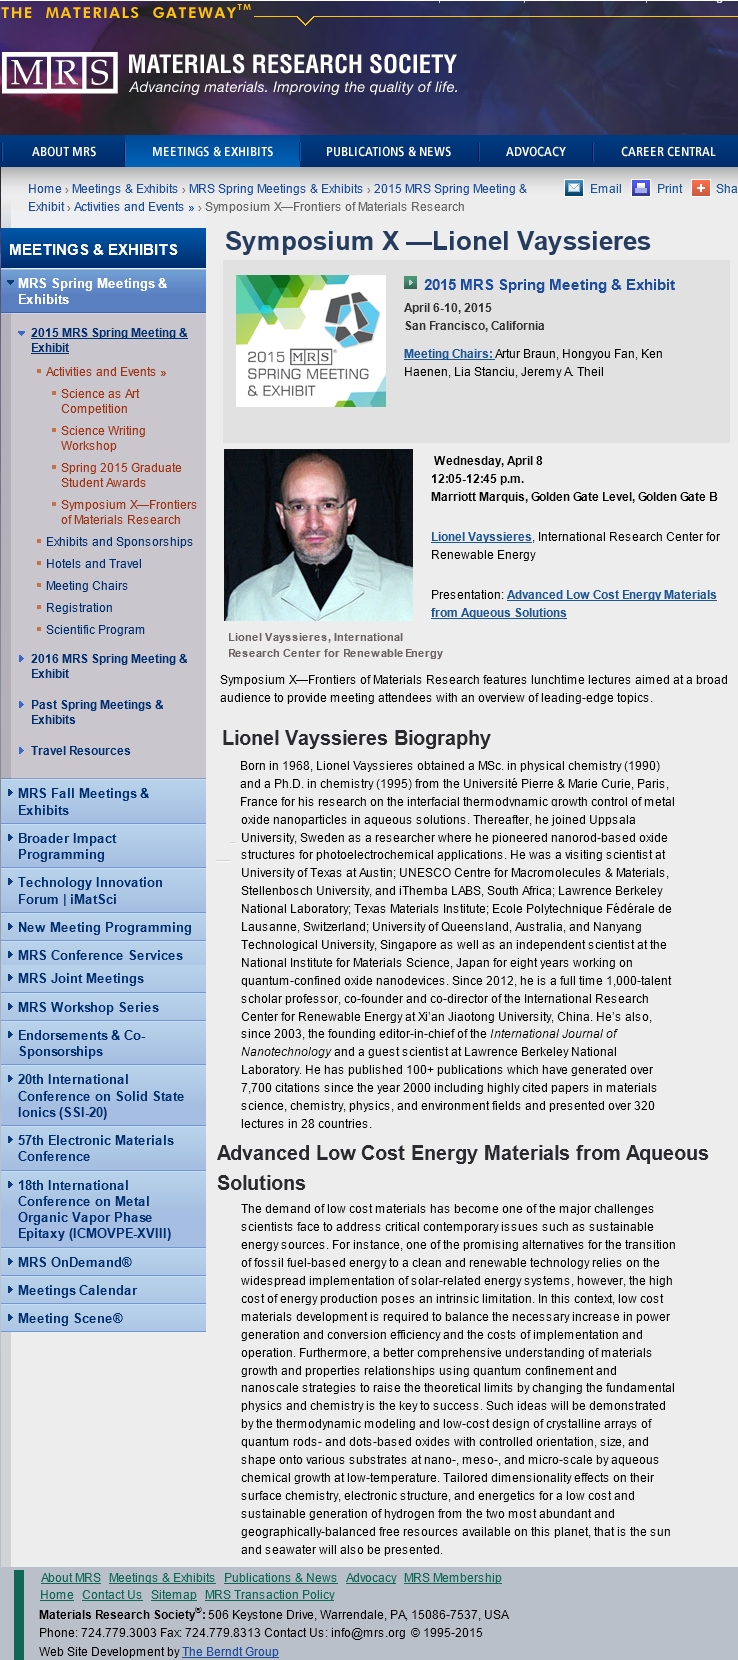 THE MATERIALS GATEWAY™
MRS MATERIALS RESEARCH SOCIETY
Advancing materials. Improving the quality of life.
ABOUT MRS MEETINGS & EXHIBITS PUBLICATIONS & NEWS ADVOCACY CAREER CENTRAL
Home › Meetings & Exhibits › MRS Spring Meetings & Exhibits › 2015 MRS Spring Meeting &
Exhibit › Activities and Events » › Symposium X—Frontiers of Materials Research
Email Print Sha
MEETINGS & EXHIBITS
MRS Spring Meetings &
Exhibits
2015 MRS Spring Meeting &
Exhibit
Activities and Events »
Science as Art
Competition
Science Writing
Workshop
Spring 2015 Graduate
Student Awards
Symposium X—Frontiers
of Materials Research
Exhibits and Sponsorships
Hotels and Travel
Meeting Chairs
Registration
Scientific Program
2016 MRS Spring Meeting &
Exhibit
Past Spring Meetings &
Exhibits
Travel Resources
MRS Fall Meetings &
Exhibits
Broader Impact
Programming
Technology Innovation
Forum | iMatSci
New Meeting Programming
MRS Conference Services
MRS Joint Meetings
MRS Workshop Series
Endorsements & Co-
Sponsorships
20th International
Conference on Solid State
Ionics (SSI-20)
57th Electronic Materials
Conference
18th International
Conference on Metal
Organic Vapor Phase
Epitaxy (ICMOVPE-XVIII)
MRS OnDemand®
Meetings Calendar
Meeting Scene®
Symposium X —Lionel Vayssieres
2015 MRS®
SPRING MEETING
& EXHIBIT
2015 MRS Spring Meeting & Exhibit
April 6-10, 2015
San Francisco, California
Meeting Chairs: Artur Braun, Hongyou Fan, Ken
Haenen, Lia Stanciu, Jeremy A. Theil
Wednesday, April 8
12:05-12:45 p.m.
Marriott Marquis, Golden Gate Level, Golden Gate B
Lionel Vayssieres, International Research Center for
Renewable Energy
Presentation: Advanced Low Cost Energy Materials
from Aqueous Solutions
Lionel Vayssieres, International
Research Center for Renewable Energy
Symposium X—Frontiers of Materials Research features lunchtime lectures aimed at a broad
audience to provide meeting attendees with an overview of leading-edge topics.
Lionel Vayssieres Biography
Born in 1968, Lionel Vayssieres obtained a MSc. in physical chemistry (1990)
and a Ph.D. in chemistry (1995) from the Université Pierre & Marie Curie, Paris,
France for his research on the interfacial thermodynamic growth control of metal
oxide nanoparticles in aqueous solutions. Thereafter, he joined Uppsala
University, Sweden as a researcher where he pioneered nanorod-based oxide
structures for photoelectrochemical applications. He was a visiting scientist at
University of Texas at Austin; UNESCO Centre for Macromolecules & Materials,
Stellenbosch University, and iThemba LABS, South Africa; Lawrence Berkeley
National Laboratory; Texas Materials Institute; Ecole Polytechnique Fédérale de
Lausanne, Switzerland; University of Queensland, Australia, and Nanyang
Technological University, Singapore as well as an independent scientist at the
National Institute for Materials Science, Japan for eight years working on
quantum-confined oxide nanodevices. Since 2012, he is a full time 1,000-talent
scholar professor, co-founder and co-director of the International Research
Center for Renewable Energy at Xi'an Jiaotong University, China. He's also,
since 2003, the founding editor-in-chief of the International Journal of
Nanotechnology and a guest scientist at Lawrence Berkeley National
Laboratory. He has published 100+ publications which have generated over
7,700 citations since the year 2000 including highly cited papers in materials
science, chemistry, physics, and environment fields and presented over 320
lectures in 28 countries.
Advanced Low Cost Energy Materials from Aqueous
Solutions
The demand of low cost materials has become one of the major challenges
scientists face to address critical contemporary issues such as sustainable
energy sources. For instance, one of the promising alternatives for the transition
of fossil fuel-based energy to a clean and renewable technology relies on the
widespread implementation of solar-related energy systems, however, the high
cost of energy production poses an intrinsic limitation. In this context, low cost
materials development is required to balance the necessary increase in power
generation and conversion efficiency and the costs of implementation and
operation. Furthermore, a better comprehensive understanding of materials
growth and properties relationships using quantum confinement and
nanoscale strategies to raise the theoretical limits by changing the fundamental
physics and chemistry is the key to success. Such ideas will be demonstrated
by the thermodynamic modeling and low-cost design of crystalline arrays of
quantum rods- and dots-based oxides with controlled orientation, size, and
shape onto various substrates at nano-, meso-, and micro-scale by aqueous
chemical growth at low-temperature. Tailored dimensionality effects on their
surface chemistry, electronic structure, and energetics for a low cost and
sustainable generation of hydrogen from the two most abundant and
geographically-balanced free resources available on this planet, that is the sun
and seawater will also be presented.
About MRS Meetings & Exhibits Publications & News Advocacy MRS Membership
Home Contact Us Sitemap MRS Transaction Policy
Materials Research Society®: 506 Keystone Drive, Warrendale, PA, 15086-7537, USA
Phone: 724.779.3003 Fax: 724.779.8313 Contact Us: info@mrs.org © 1995-2015
Web Site Development by The Berndt Group